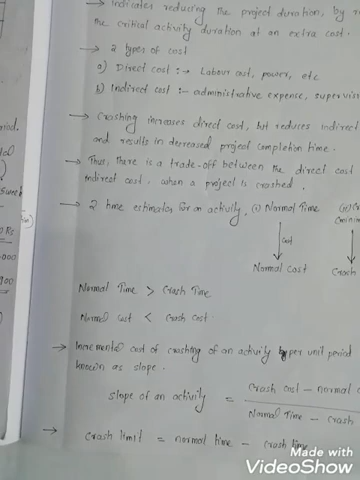 → Indicates reducing the project duration, by
the critical activity duration at an extra cost.
→ 2 types of cost
a) Direct cost :→ Labour cost, power, etc
b) Indirect cost :- administrative expense,
→ Crashing increases direct cost, but reduces indirect
and results in decreased project completion time.
→ Thus, there is a trade-off between the direct cost
indirect cost, when a project is crashed.
→ 2 time estimates for an activity, (i) Normal Time
cost
Normal cost Crash
Normal Time > Crash Time
Normal cost < Crash cost.
→ Incremental cost of crashing of an activity per unit period
known as slope.
Slope of an activity = Crash cost - normal
Normal Time - crash
→ Crash limit = normal time - crash time
Made with
VideoShow